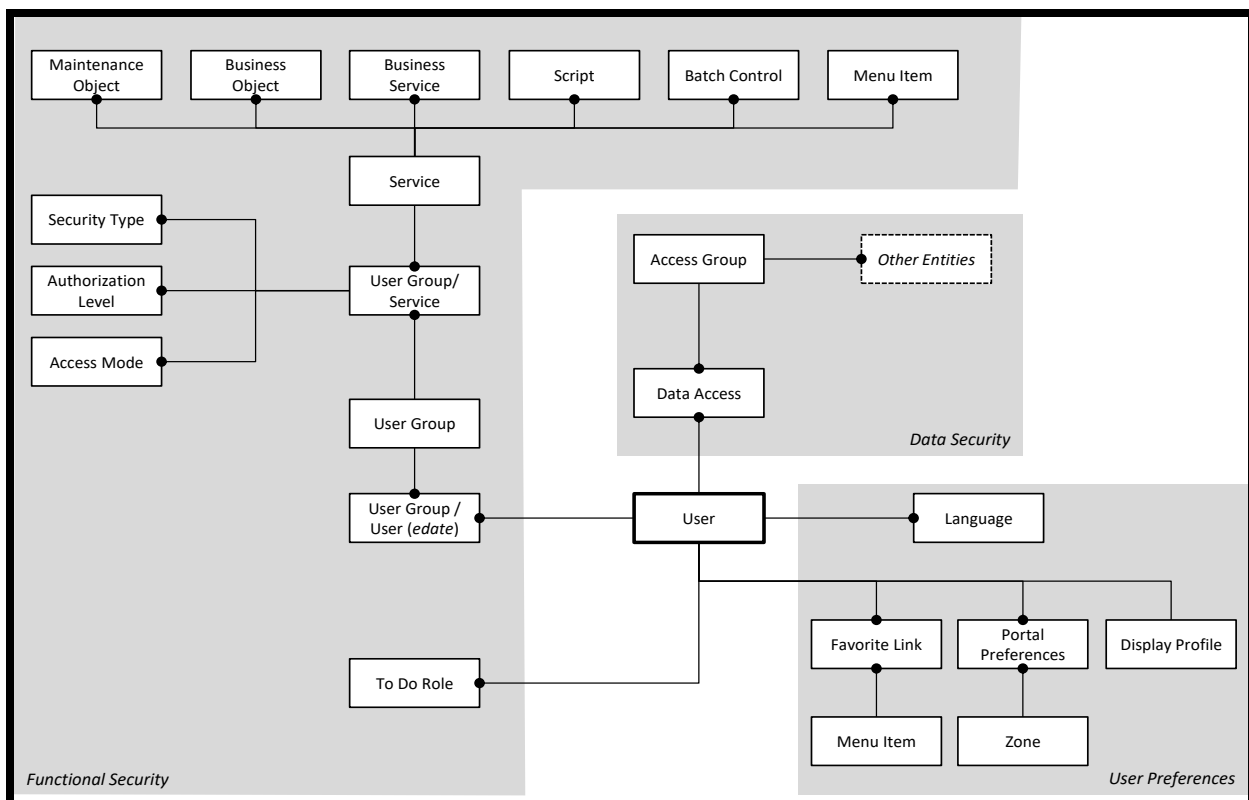 Maintenance
Object
Business
Object
Business
Service
Script
Batch Control
Menu Item
Service
Security Type
Authorization
Level
Access Mode
User Group/
Service
User Group
User Group /
User (edate)
To Do Role
Access Group
Other Entities
Data Access
Data Security
User
Language
Favorite Link
Portal
Preferences
Display Profile
Menu Item
Zone
Functional Security
User Preferences